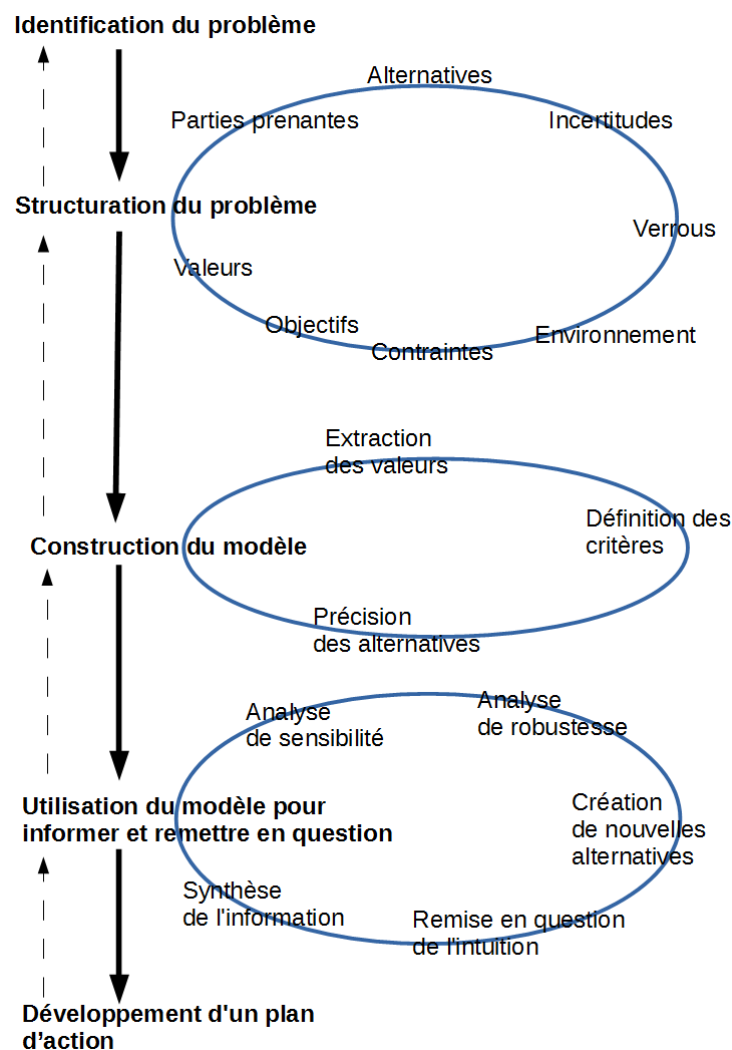 Identification du problème
Alternatives
Parties prenantes
Incertitudes
Structuration du problème
Verrous
Valeurs
Objectifs
Environnement
Contraintes
Extraction
des valeurs
Définition des
critères
Construction du modèle
Précision
des alternatives
Analyse
de robustesse
Analyse
de sensibilité
Utilisation du modèle pour
informer et remettre en question
Création
de nouvelles
alternatives
Synthèse
de l'information
Remise en question
de l'intuition
Développement d'un plan
d’action